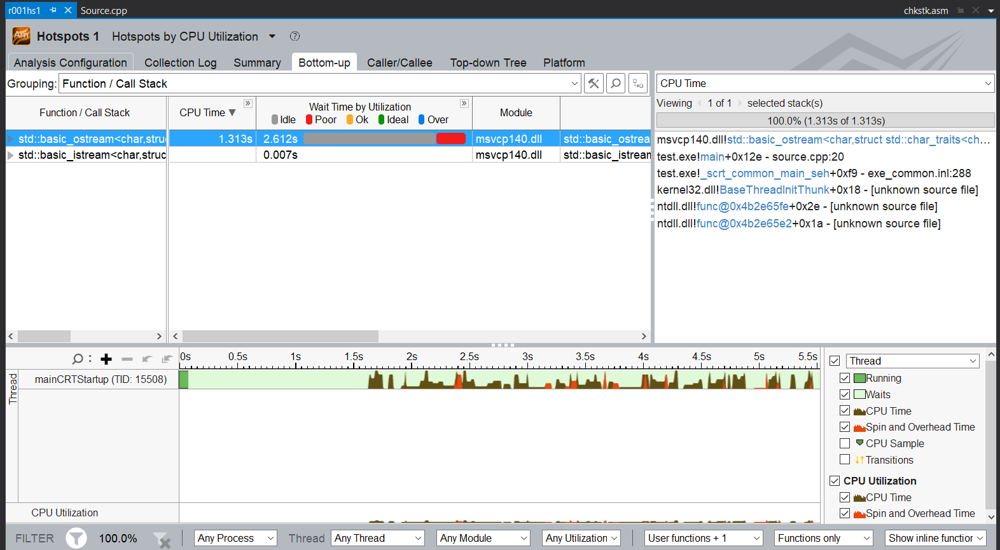 r001hs1 Source.cpp chkstk.asm
Am Hotspots 1 Hotspots by CPU Utilization ?
Analysis Configuration Collection Log Summary Bottom-up Caller/Callee Top-down Tree Platform
Grouping: Function / Call Stack
CPU Time
Viewing 1 of 1 selected stack(s)
100.0% (1.313s of 1.313s)
Function / Call Stack CPU Time Wait Time by Utilization Module
Idle Poor Ok Ideal Over
std::basic_ostream<char,struc 1.313s 2.612s msvcp140.dll std::basic_ostrea
std::basic_istream<char,struc 0.007s msvcp140.dll std::basic_istream
msvcp140.dll!std::basic_ostream<char,struct std::char_traits<ch…
test.exe!main+0x12e - source.cpp:20
test.exe!_scrt_common_main_seh+0xf9 - exe_common.inl:288
kernel32.dll!BaseThreadInitThunk+0x18 - [unknown source file]
ntdll.dll!func@0x4b2e65fe+0x2e - [unknown source file]
ntdll.dll!func@0x4b2e65e2+0x1a - [unknown source file]
0s 0.5s 1s 1.5s 2s 2.5s 3s 3.5s 4s 4.5s 5s 5.5s
Thread
mainCRTStartup (TID: 15508)
CPU Utilization
Thread
Running
Waits
CPU Time
Spin and Overhead Time
CPU Sample
Transitions
CPU Utilization
CPU Time
Spin and Overhead Time
FILTER 100.0% Any Process Thread Any Thread Any Module Any Utilization User functions + 1 Functions only Show inline function